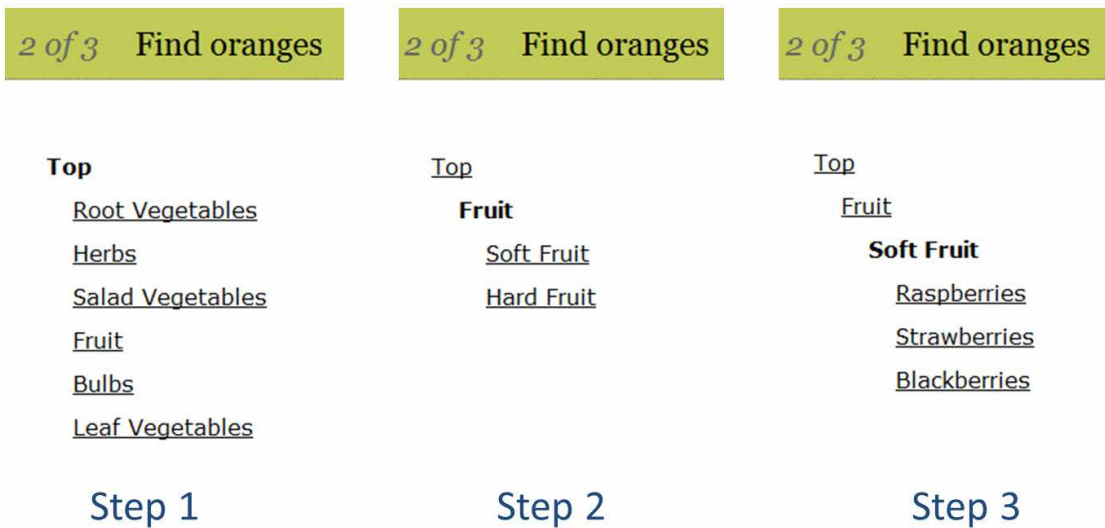 2 of 3 Find oranges
Top
Root Vegetables
Herbs
Salad Vegetables
Fruit
Bulbs
Leaf Vegetables
Step 1
2 of 3 Find oranges
Top
Fruit
Soft Fruit
Hard Fruit
Step 2
2 of 3 Find oranges
Top
Fruit
Soft Fruit
Raspberries
Strawberries
Blackberries
Step 3